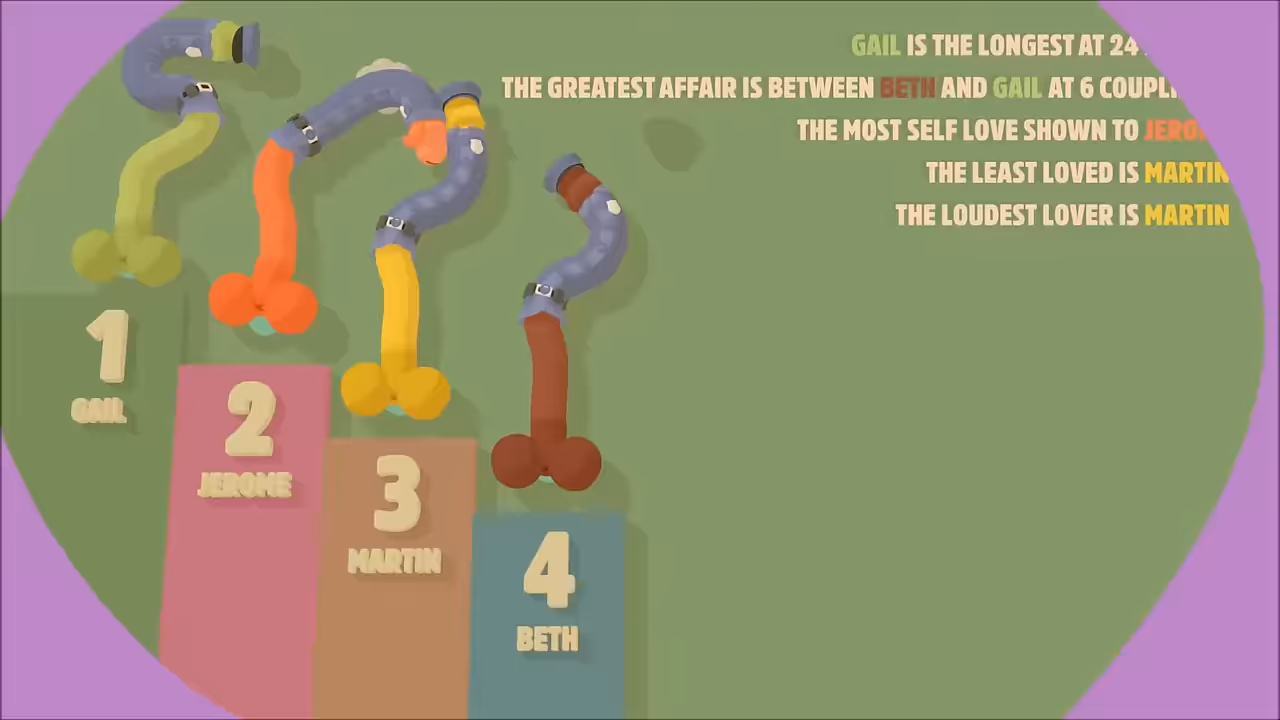 GAIL IS THE LONGEST AT 24
THE GREATEST AFFAIR IS BETWEEN BETH AND GAIL AT 6
THE MOST SELF LOVE SHOWN TO
THE LEAST LOVED IS MARTIN
THE LOUDEST LOVER IS MARTIN
1
GAIL
2
JEROME
3
MARTIN
4
BETH